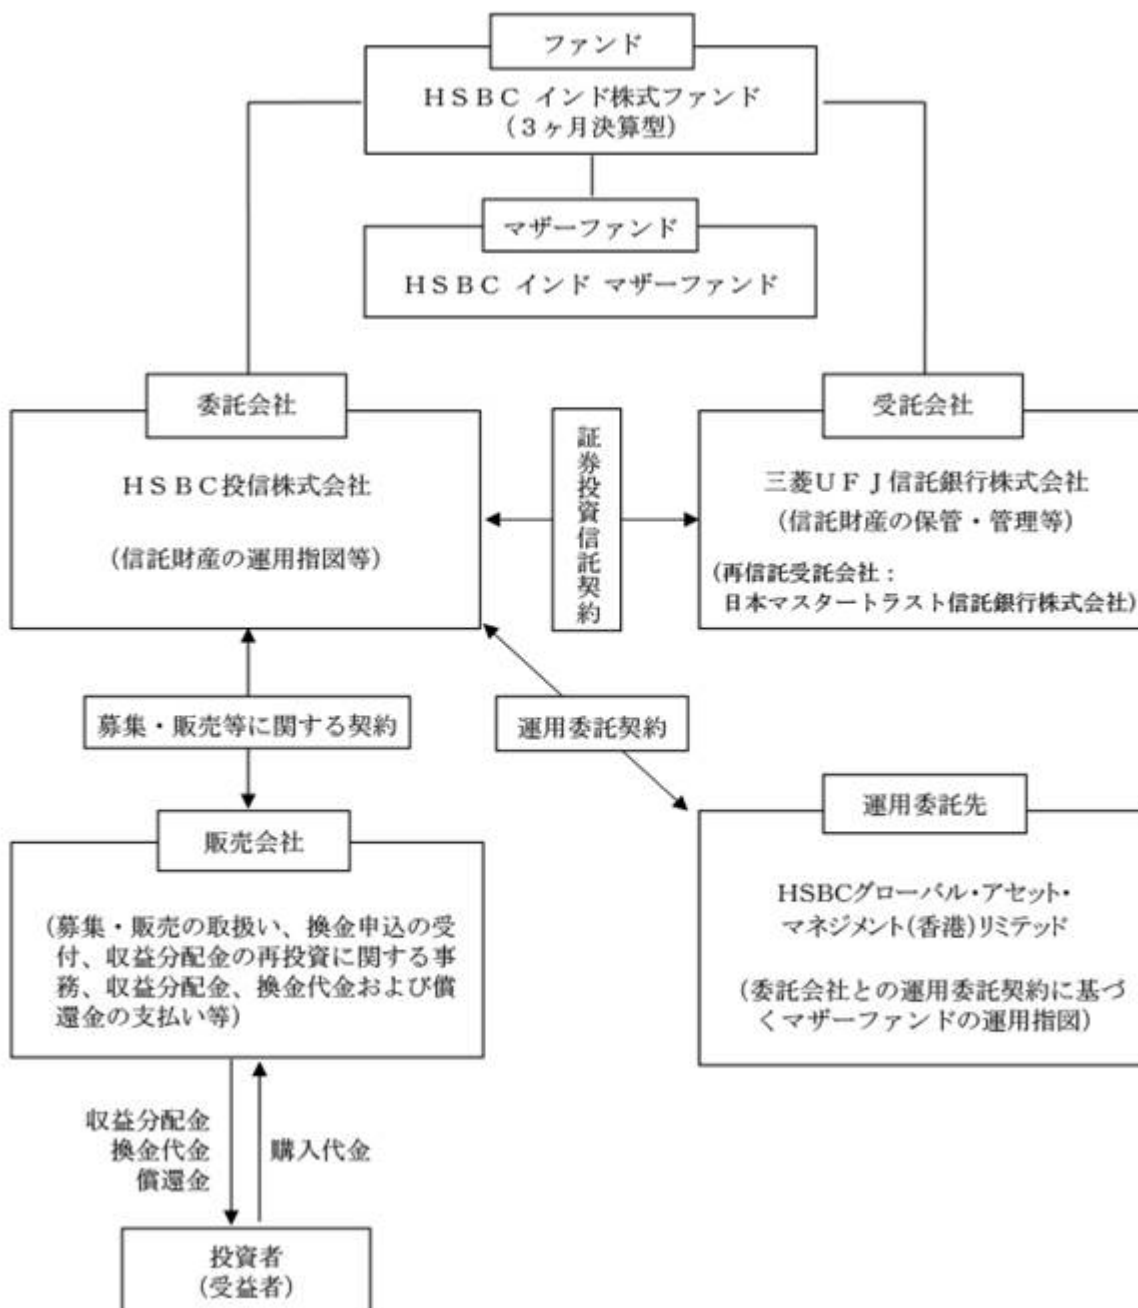 ファンド
HSBC インド株式ファンド
(3ヶ月決算型)
マザーファンド
HSBC インド マザーファンド
委託会社
HSBC投信株式会社
(信託財産の運用指図等)
証券投資信託契約
受託会社
三菱UFJ信託銀行株式会社
(信託財産の保管・管理等)
(再信託受託会社:
日本マスタートラスト信託銀行株式会社)
募集・販売等に関する契約
運用委託契約
販売会社
(募集・販売の取扱い、換金申込の受
付、収益分配金の再投資に関する事
務、収益分配金、換金代金および償
還金の支払い等)
運用委託先
HSBCグローバル・アセット・
マネジメント(香港)リミテッド
(委託会社との運用委託契約に基づ
くマザーファンドの運用指図)
収益分配金
換金代金
償還金
購入代金
投資者
(受益者)